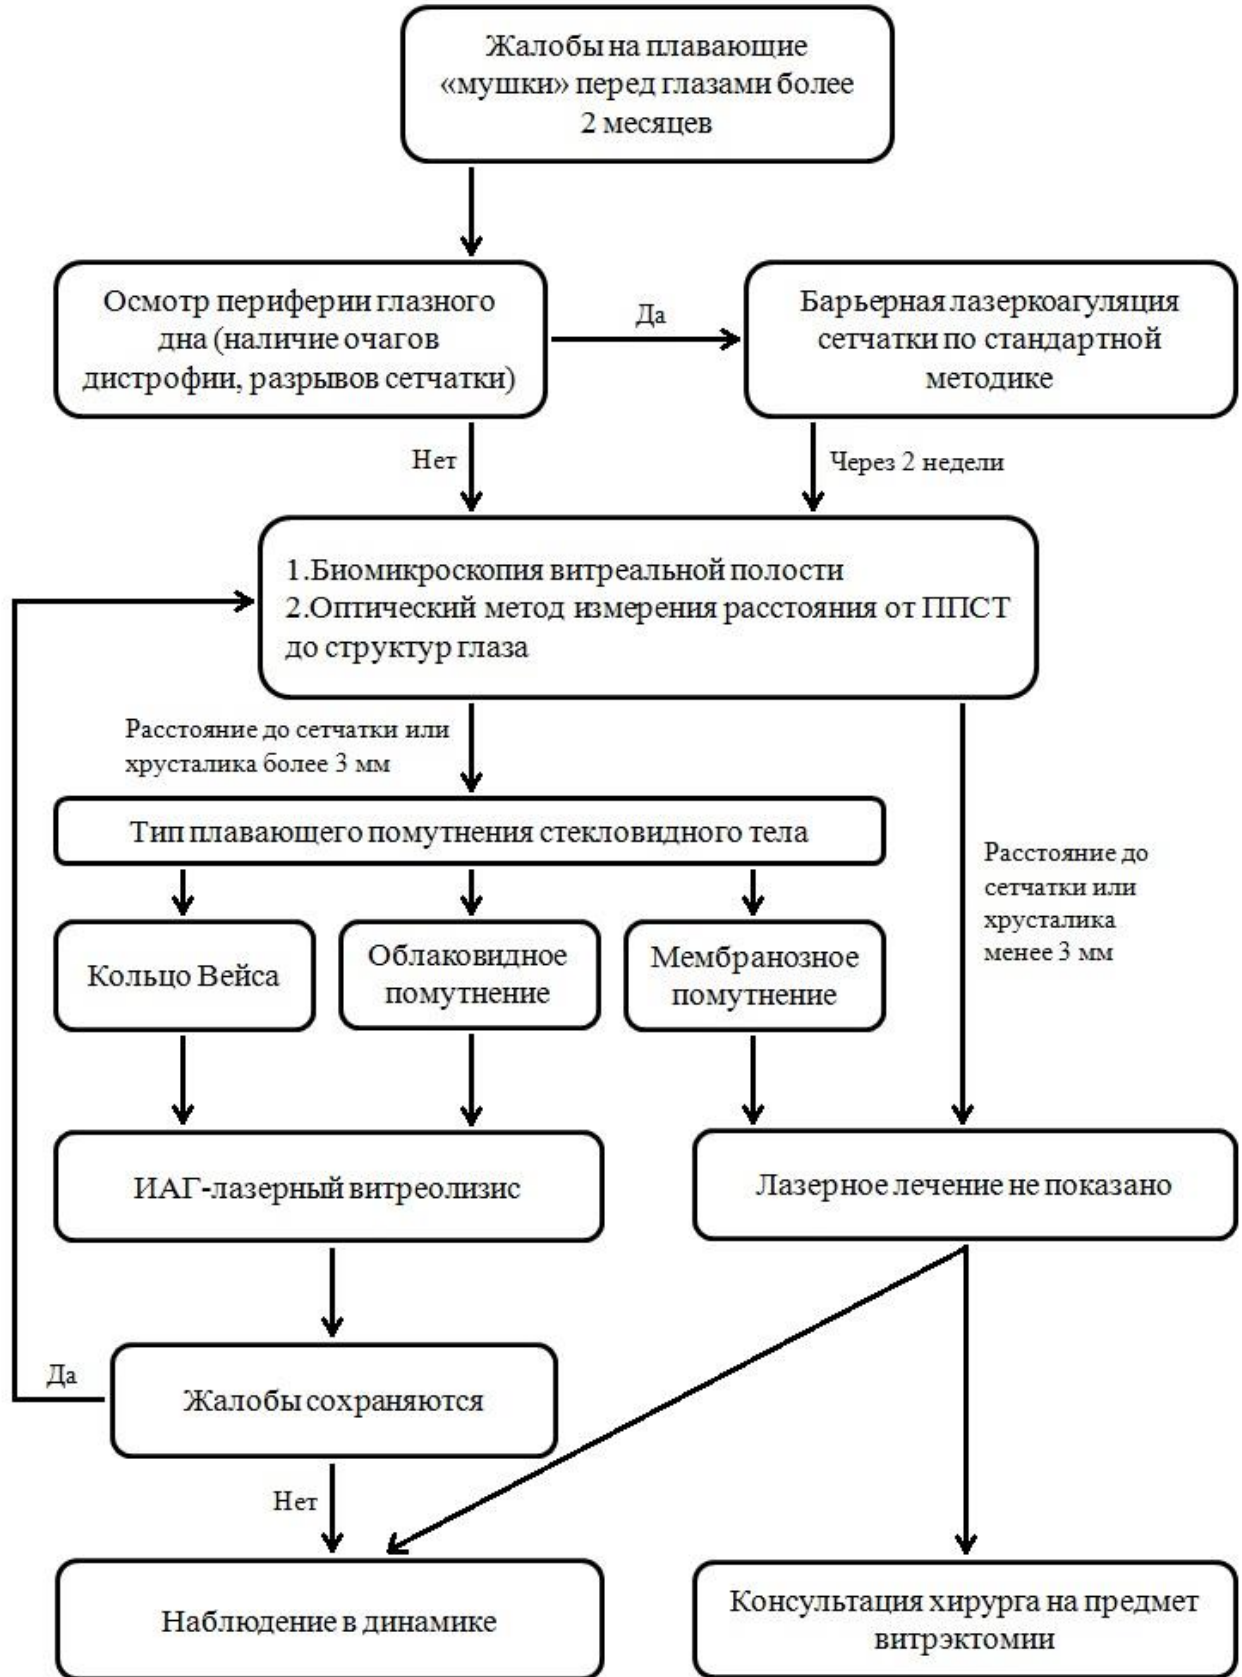 Жалобы на плавающие
«мушки» перед глазами более
2 месяцев
Осмотр периферии глазного
дна (наличие очагов
дистрофии, разрывов сетчатки)
Да
Барьерная лазеркоагуляция
сетчатки по стандартной
методике
Нет
Через 2 недели
1.Биомикроскопия витреальной полости
2.Оптический метод измерения расстояния от ППСТ
до структур глаза
Расстояние до сетчатки или
хрусталика более 3 мм
Тип плавающего помутнения стекловидного тела
Расстояние до
сетчатки или
хрусталика
менее 3 мм
Кольцо Вейса
Облаковидное
помутнение
Мембранозное
помутнение
ИАГ-лазерный витреолизис
Лазерное лечение не показано
Да
Жалобы сохраняются
Нет
Наблюдение в динамике
Консультация хирурга на предмет
витрэктомии